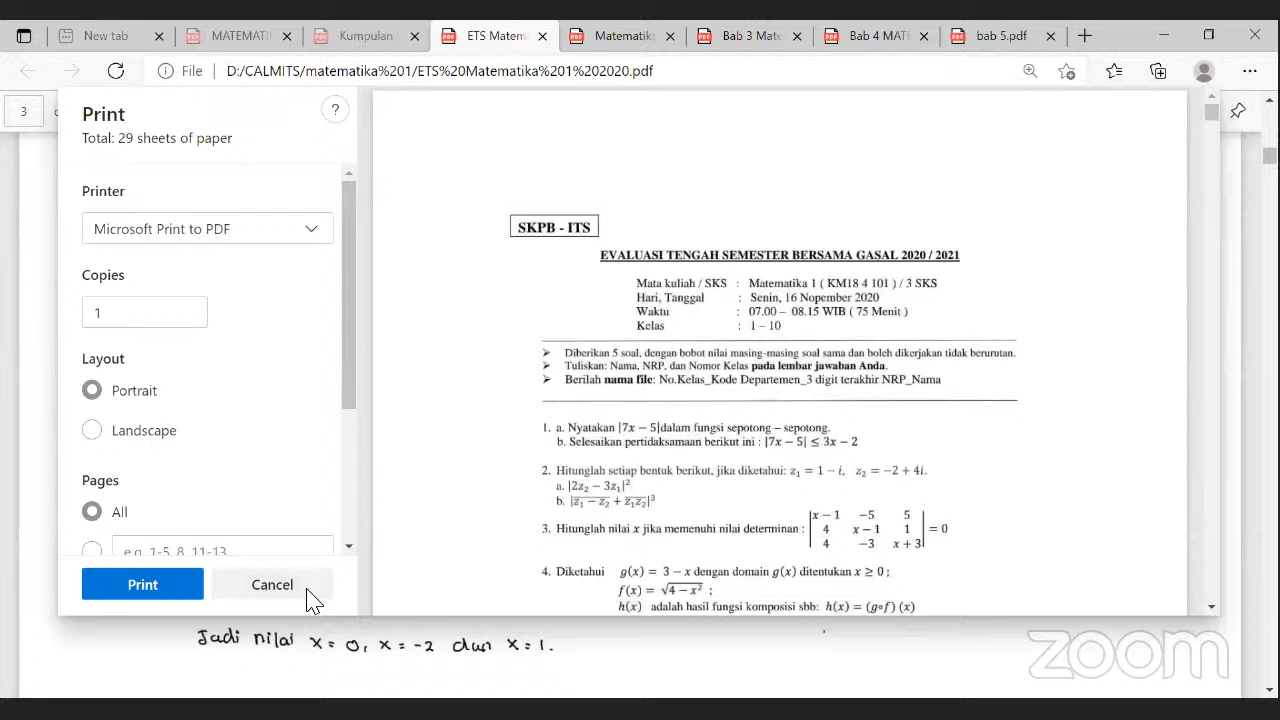 New tab
MATEMATI
Kumpulan
ETS Matem
Matematike
Bab 3 Mate
Bab 4 MATE
bab 5.pdf
File
D:/CALMITS/matematika%201/ETS%20Matematika%201%202020.pdf
3
Print
?
Total: 29 sheets of paper
Printer
Microsoft Print to PDF
Copies
1
Layout
Portrait
Landscape
Pages
All
e.g. 1-5, 8, 11-13
Print
Cancel
SKPB - ITS
EVALUASI TENGAH SEMESTER BERSAMA GASAL 2020 / 2021
Mata kuliah / SKS : Matematika 1 ( KM18 4 101 ) / 3 SKS
Hari, Tanggal : Senin, 16 Nopember 2020
Waktu : 07.00 – 08.15 WIB ( 75 Menit )
Kelas : 1 – 10
➢ Diberikan 5 soal, dengan bobot nilai masing-masing soal sama dan boleh dikerjakan tidak berurutan.
➢ Tuliskan: Nama, NRP, dan Nomor Kelas pada lembar jawaban Anda.
➢ Berilah nama file: No.Kelas_Kode Departemen_3 digit terakhir NRP_Nama
1. a. Nyatakan |7x − 5|dalam fungsi sepotong – sepotong.
b. Selesaikan pertidaksamaan berikut ini : |7x − 5| ≤ 3x − 2
2. Hitunglah setiap bentuk berikut, jika diketahui: z₁ = 1 − i, z₂ = −2 + 4i.
a. |2z₂ − 3z₁|²
b. |z̅₁̅ ̅−̅ ̅z̅₂̅ + z̅₁̅z̅₂̅|³
3. Hitunglah nilai x jika memenuhi nilai determinan : |x − 1 −5 5|
|4 x − 1 1| = 0
|4 −3 x + 3|
4. Diketahui g(x) = 3 − x dengan domain g(x) ditentukan x ≥ 0 ;
f(x) = √(4 − x²) ;
h(x) adalah hasil fungsi komposisi sbb: h(x) = (g∘f) (x)
Jadi nilai x = 0, x = -2 dan x = 1.
zoom